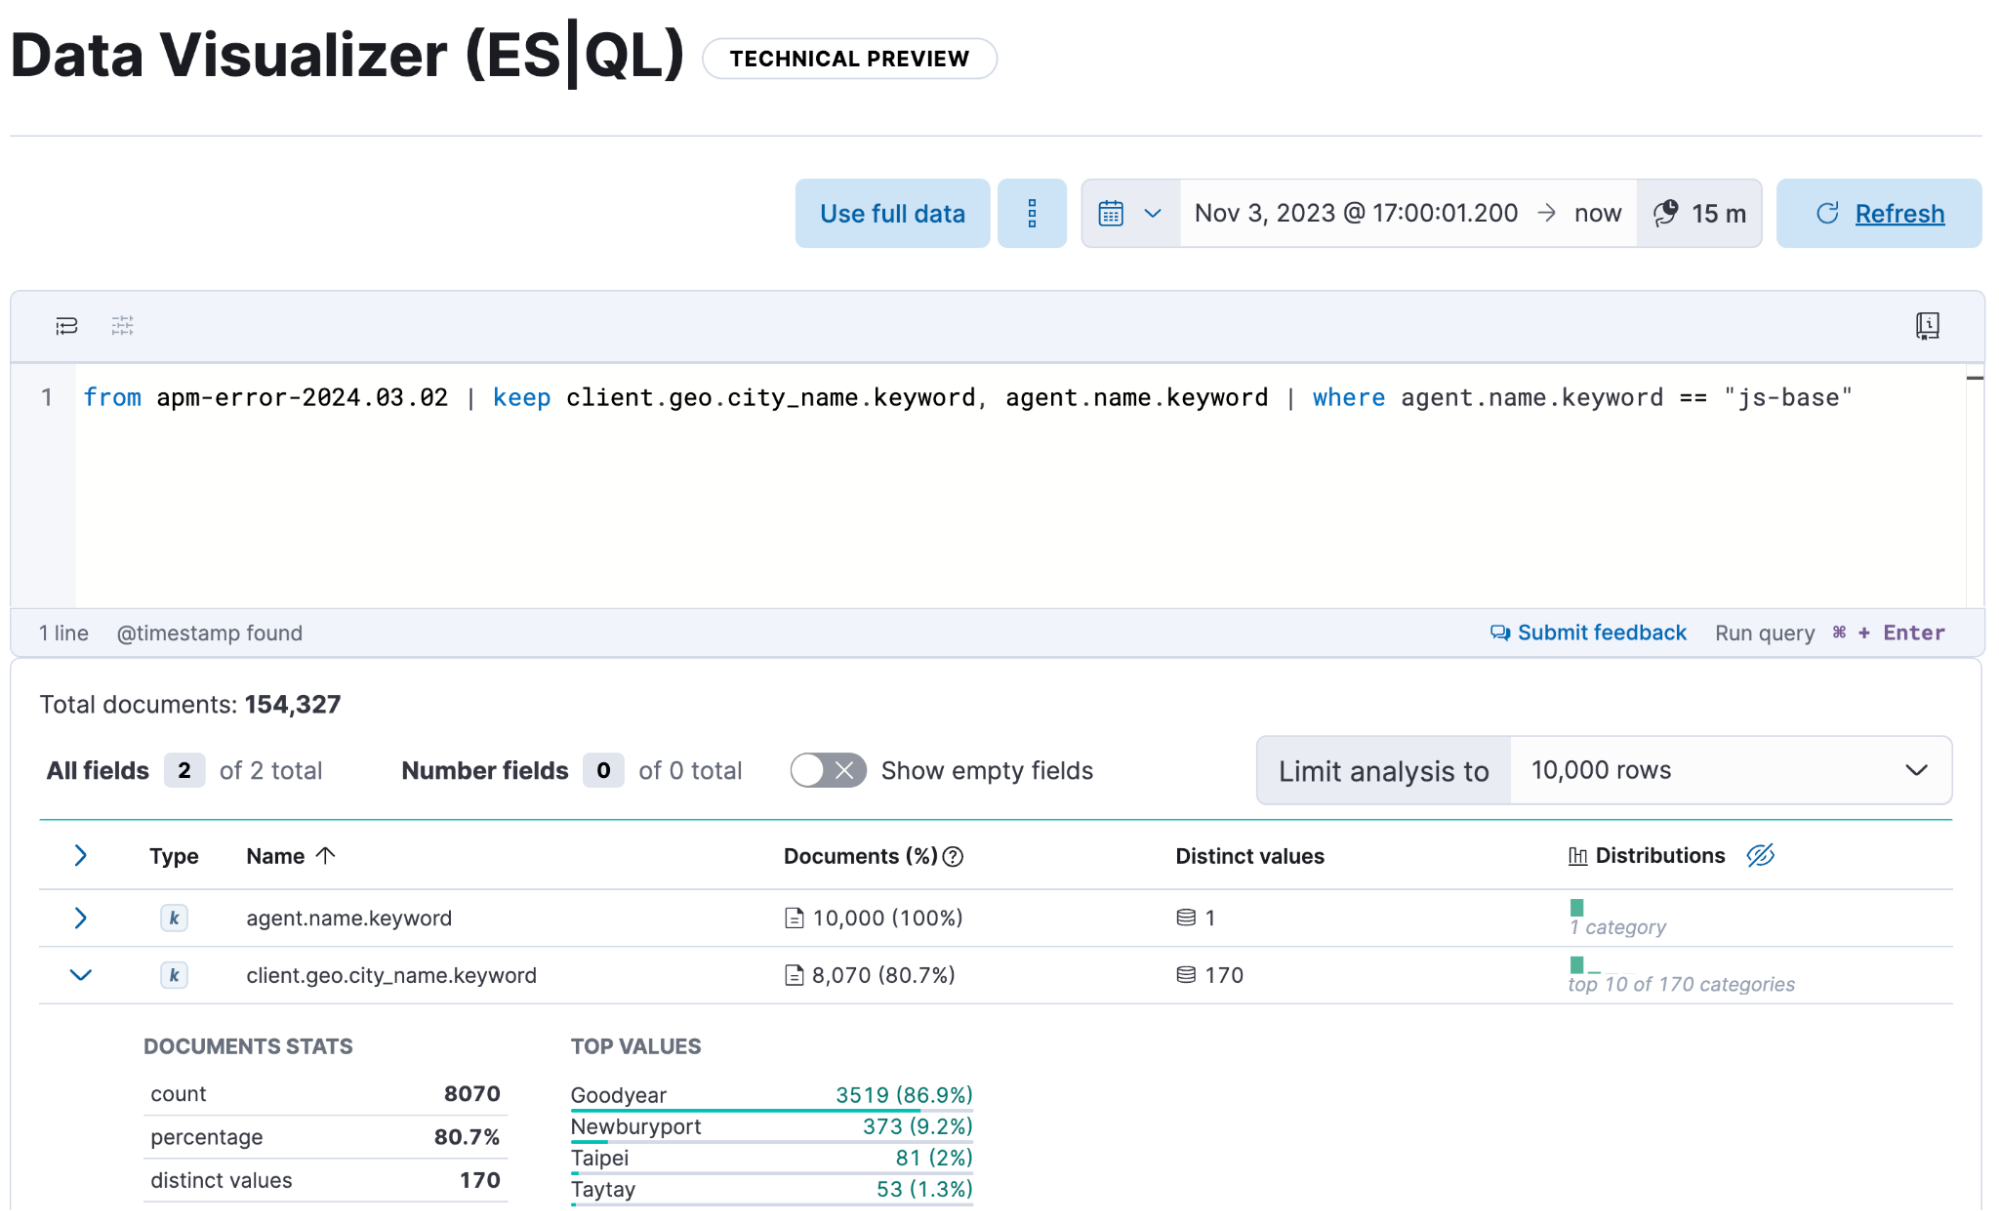 Data Visualizer (ES|QL) TECHNICAL PREVIEW
Use full data Nov 3, 2023 @ 17:00:01.200 → now 15 m Refresh
1 from apm-error-2024.03.02 | keep client.geo.city_name.keyword, agent.name.keyword | where agent.name.keyword == "js-base"
1 line @timestamp found Submit feedback Run query ⌘ + Enter
Total documents: 154,327
All fields 2 of 2 total Number fields 0 of 0 total Show empty fields Limit analysis to 10,000 rows
Type Name ↑ Documents (%) Distinct values Distributions
k agent.name.keyword 10,000 (100%) 1 1 category
k client.geo.city_name.keyword 8,070 (80.7%) 170 top 10 of 170 categories
DOCUMENTS STATS
count 8070
percentage 80.7%
distinct values 170
TOP VALUES
Goodyear 3519 (86.9%)
Newburyport 373 (9.2%)
Taipei 81 (2%)
Taytay 53 (1.3%)